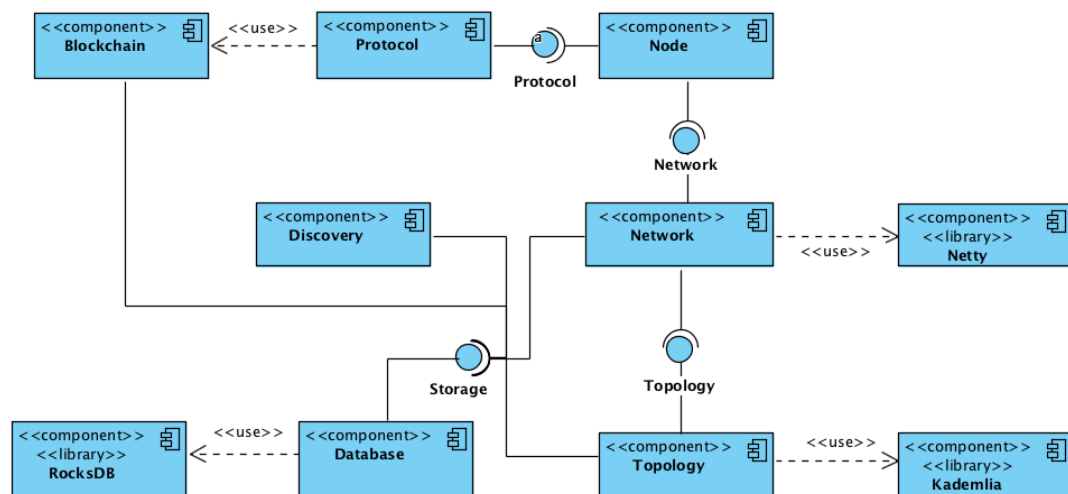 <<component>>
Blockchain
<<use>>
<<component>>
Protocol
a
Protocol
<<component>>
Node
Network
<<component>>
Discovery
<<component>>
Network
<<use>>
<<component>>
<<library>>
Netty
Storage
Topology
<<component>>
<<library>>
RocksDB
<<use>>
<<component>>
Database
<<component>>
Topology
<<use>>
<<component>>
<<library>>
Kademlia